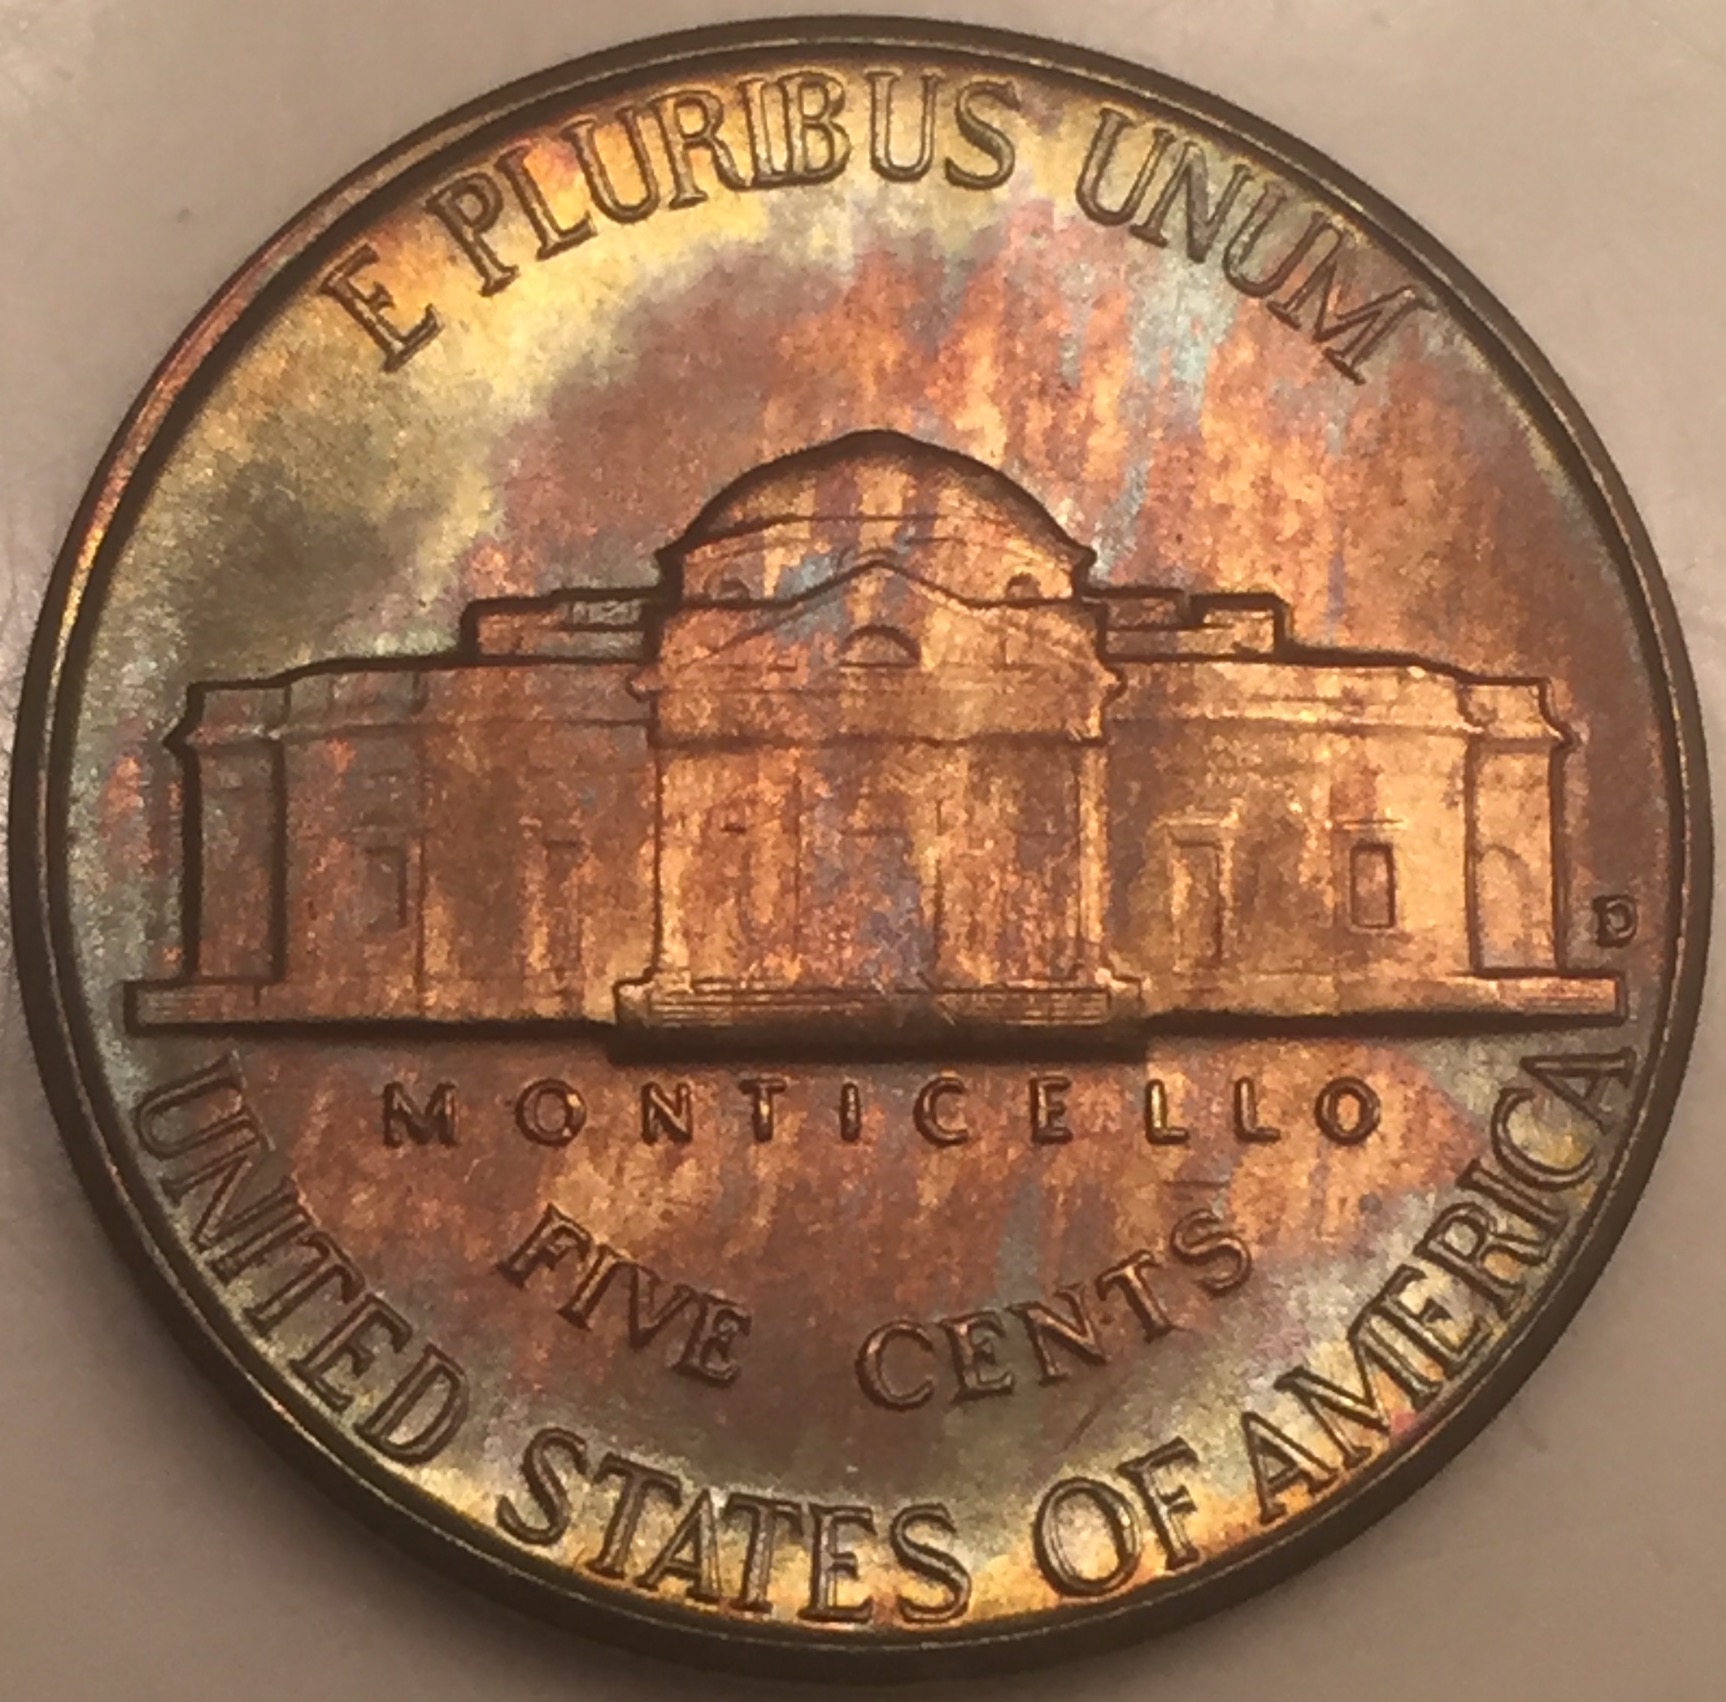 E PLURIBUS UNUM
D
MONTICELLO
FIVE CENTS
UNITED STATES OF AMERICA